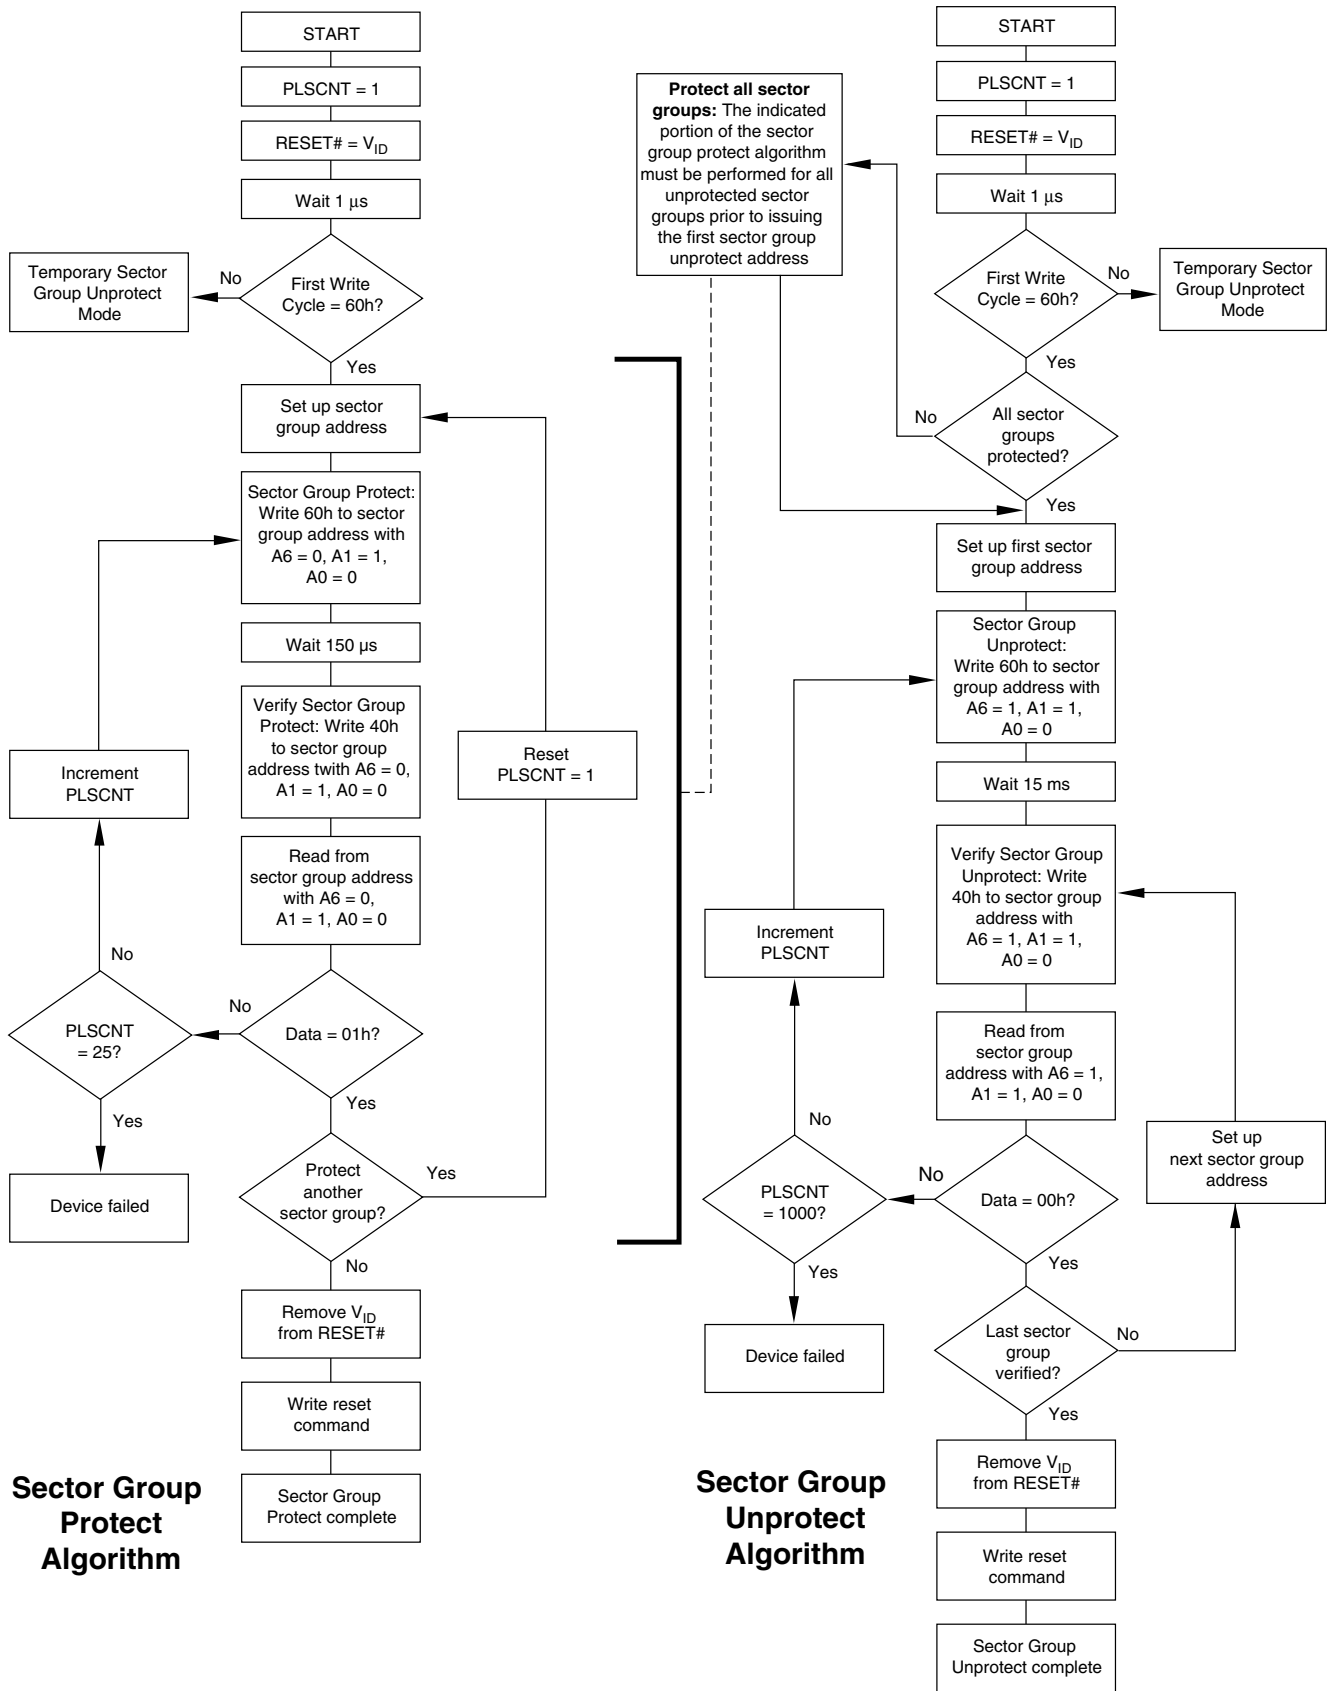 START
PLSCNT = 1
RESET# = VID
Wait 1 μs
First Write
Cycle = 60h?
No
Temporary Sector
Group Unprotect
Mode
Yes
Set up sector
group address
Sector Group Protect:
Write 60h to sector
group address with
A6 = 0, A1 = 1,
A0 = 0
Wait 150 μs
Verify Sector Group
Protect: Write 40h
to sector group
address twith A6 = 0,
A1 = 1, A0 = 0
Reset
PLSCNT = 1
Increment
PLSCNT
Read from
sector group address
with A6 = 0,
A1 = 1, A0 = 0
No
No
PLSCNT
= 25?
Data = 01h?
Yes
Yes
Device failed
Protect
another
sector group?
Yes
No
Remove VID
from RESET#
Write reset
command
Sector Group
Protect complete
Sector Group
Protect
Algorithm
START
PLSCNT = 1
RESET# = VID
Wait 1 μs
Protect all sector
groups: The indicated
portion of the sector
group protect algorithm
must be performed for all
unprotected sector
groups prior to issuing
the first sector group
unprotect address
First Write
Cycle = 60h?
No
Temporary Sector
Group Unprotect
Mode
Yes
No
All sector
groups
protected?
Yes
Set up first sector
group address
Sector Group
Unprotect:
Write 60h to sector
group address with
A6 = 1, A1 = 1,
A0 = 0
Wait 15 ms
Verify Sector Group
Unprotect: Write
40h to sector group
address with
A6 = 1, A1 = 1,
A0 = 0
Increment
PLSCNT
Read from
sector group
address with A6 = 1,
A1 = 1, A0 = 0
No
Set up
next sector group
address
No
PLSCNT
= 1000?
Data = 00h?
Yes
Yes
Device failed
Last sector
group
verified?
No
Yes
Remove VID
from RESET#
Write reset
command
Sector Group
Unprotect complete
Sector Group
Unprotect
Algorithm